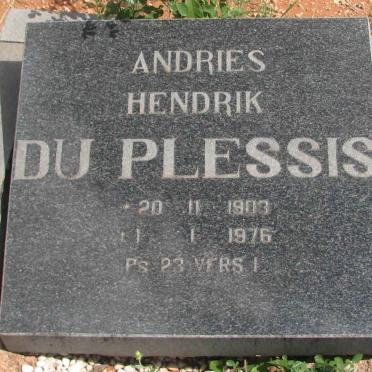 ANDRIES
HENDRIK
DU PLESSIS
* 20 11 1903
† 1 1 1976
PS 23 VERS 1